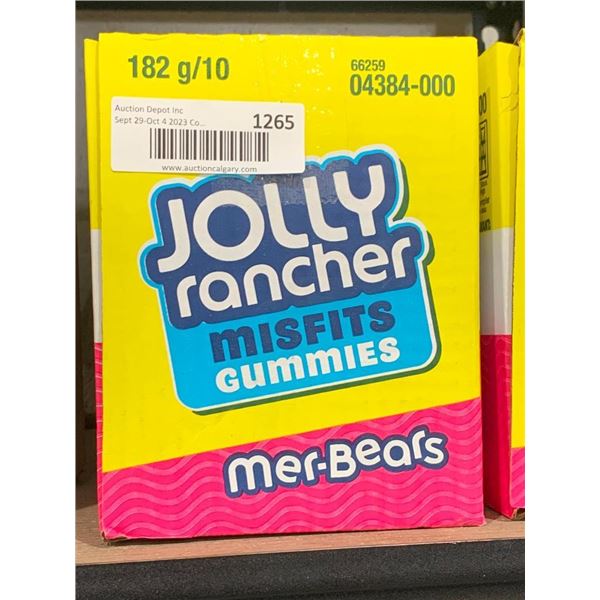 182 g/10
66259
04384-000
Auction Depot Inc
Sept 29-Oct 4 2023 Co...
1265
www.auctioncalgary.com
JOLLY
rancher
MISFITS
GUMMIES
mer-Bears